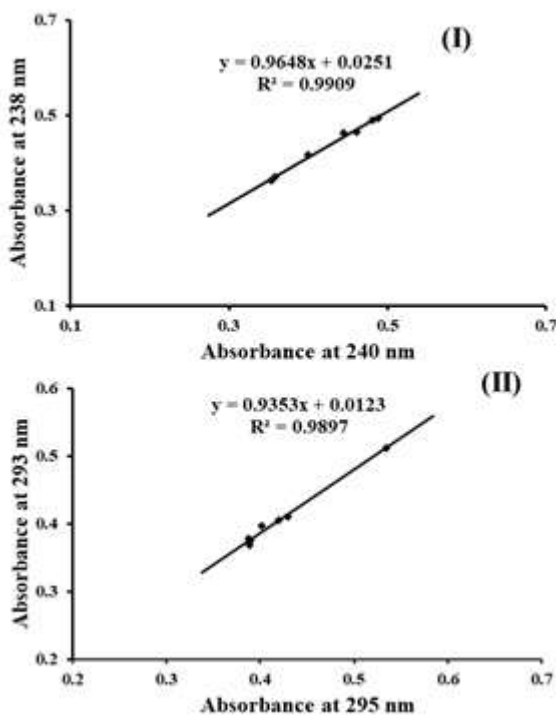 0.7
(I)
y = 0.9648x + 0.0251
R² = 0.9909
Absorbance at 238 nm
0.5
0.3
0.1
0.1 0.3 0.5 0.7
Absorbance at 240 nm
0.6
(II)
y = 0.9353x + 0.0123
R² = 0.9897
Absorbance at 293 nm
0.5
0.4
0.3
0.2
0.2 0.3 0.4 0.5 0.6 0.7
Absorbance at 295 nm